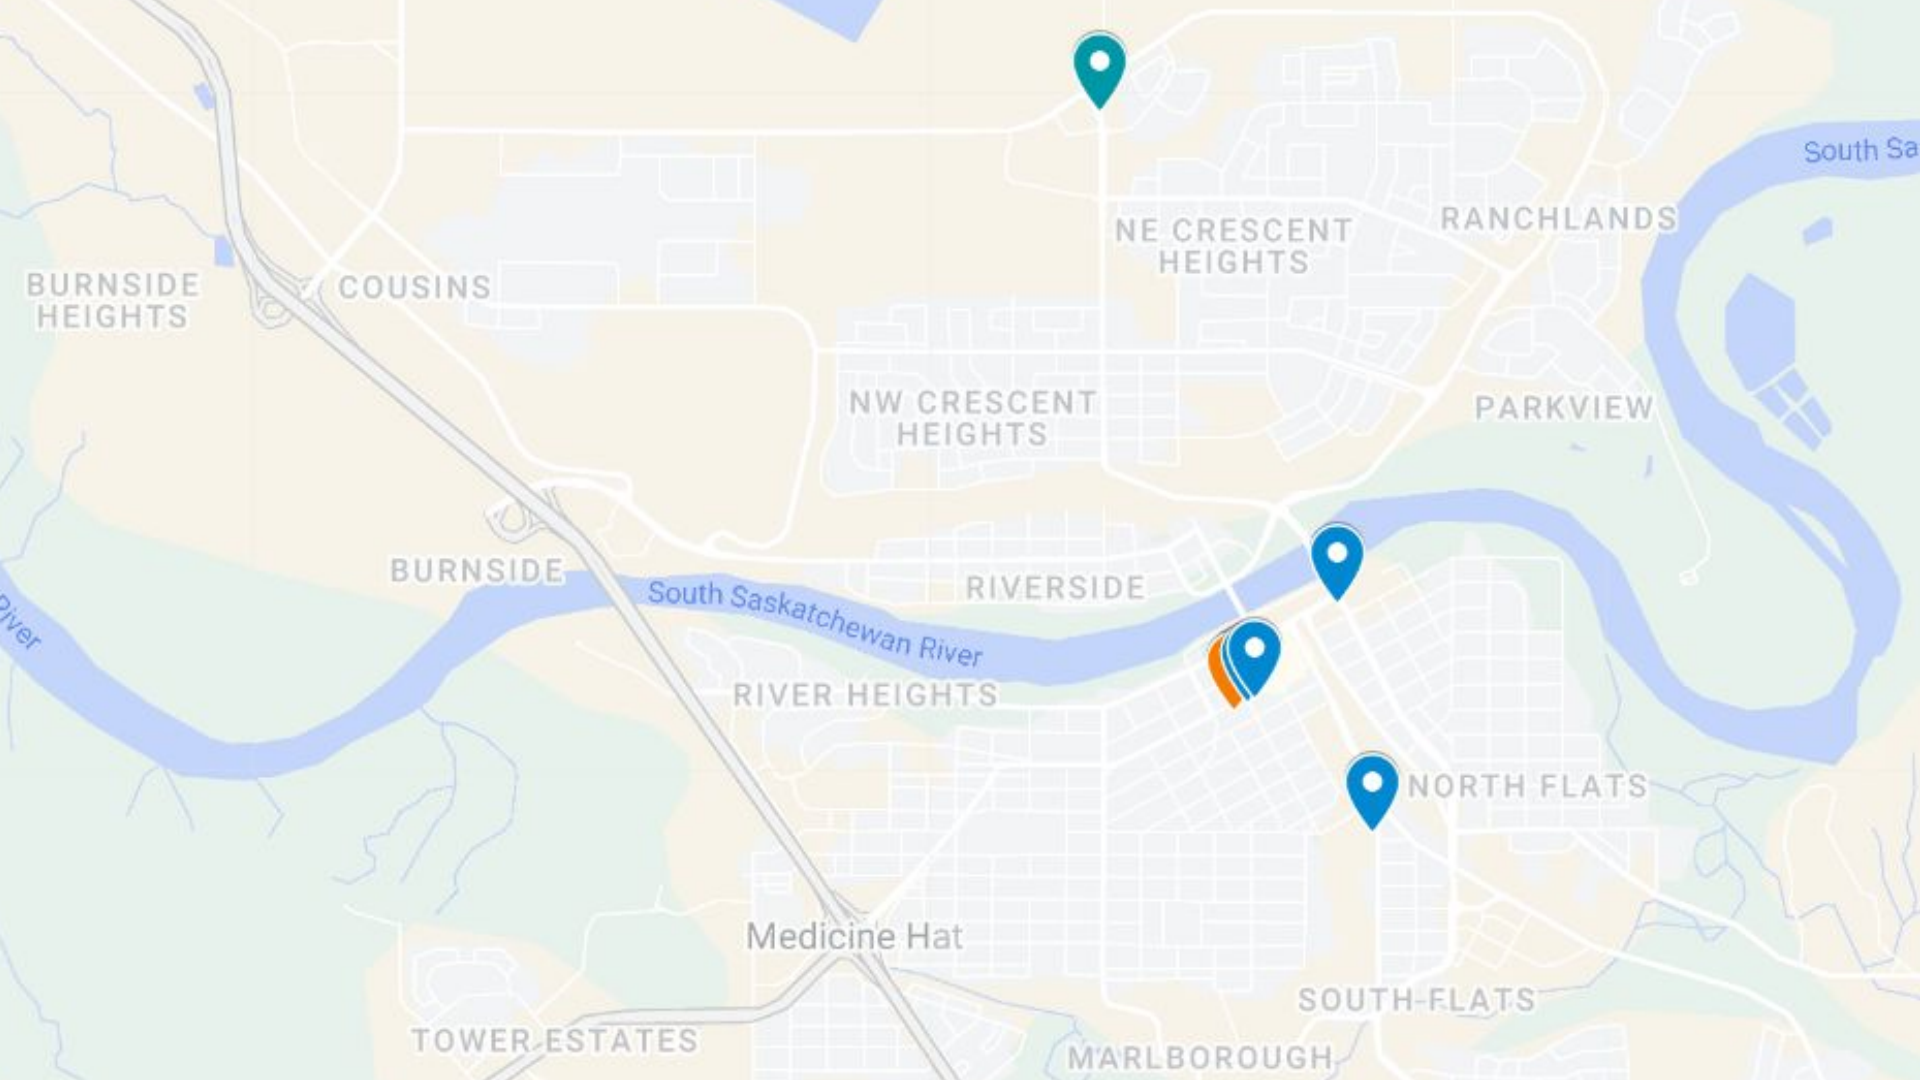 South Sa
NE CRESCENT
HEIGHTS
RANCHLANDS
BURNSIDE
HEIGHTS
COUSINS
NW CRESCENT
HEIGHTS
PARKVIEW
BURNSIDE
RIVERSIDE
South Saskatchewan River
River
RIVER HEIGHTS
NORTH FLATS
Medicine Hat
SOUTH FLATS
TOWER ESTATES
MARLBOROUGH